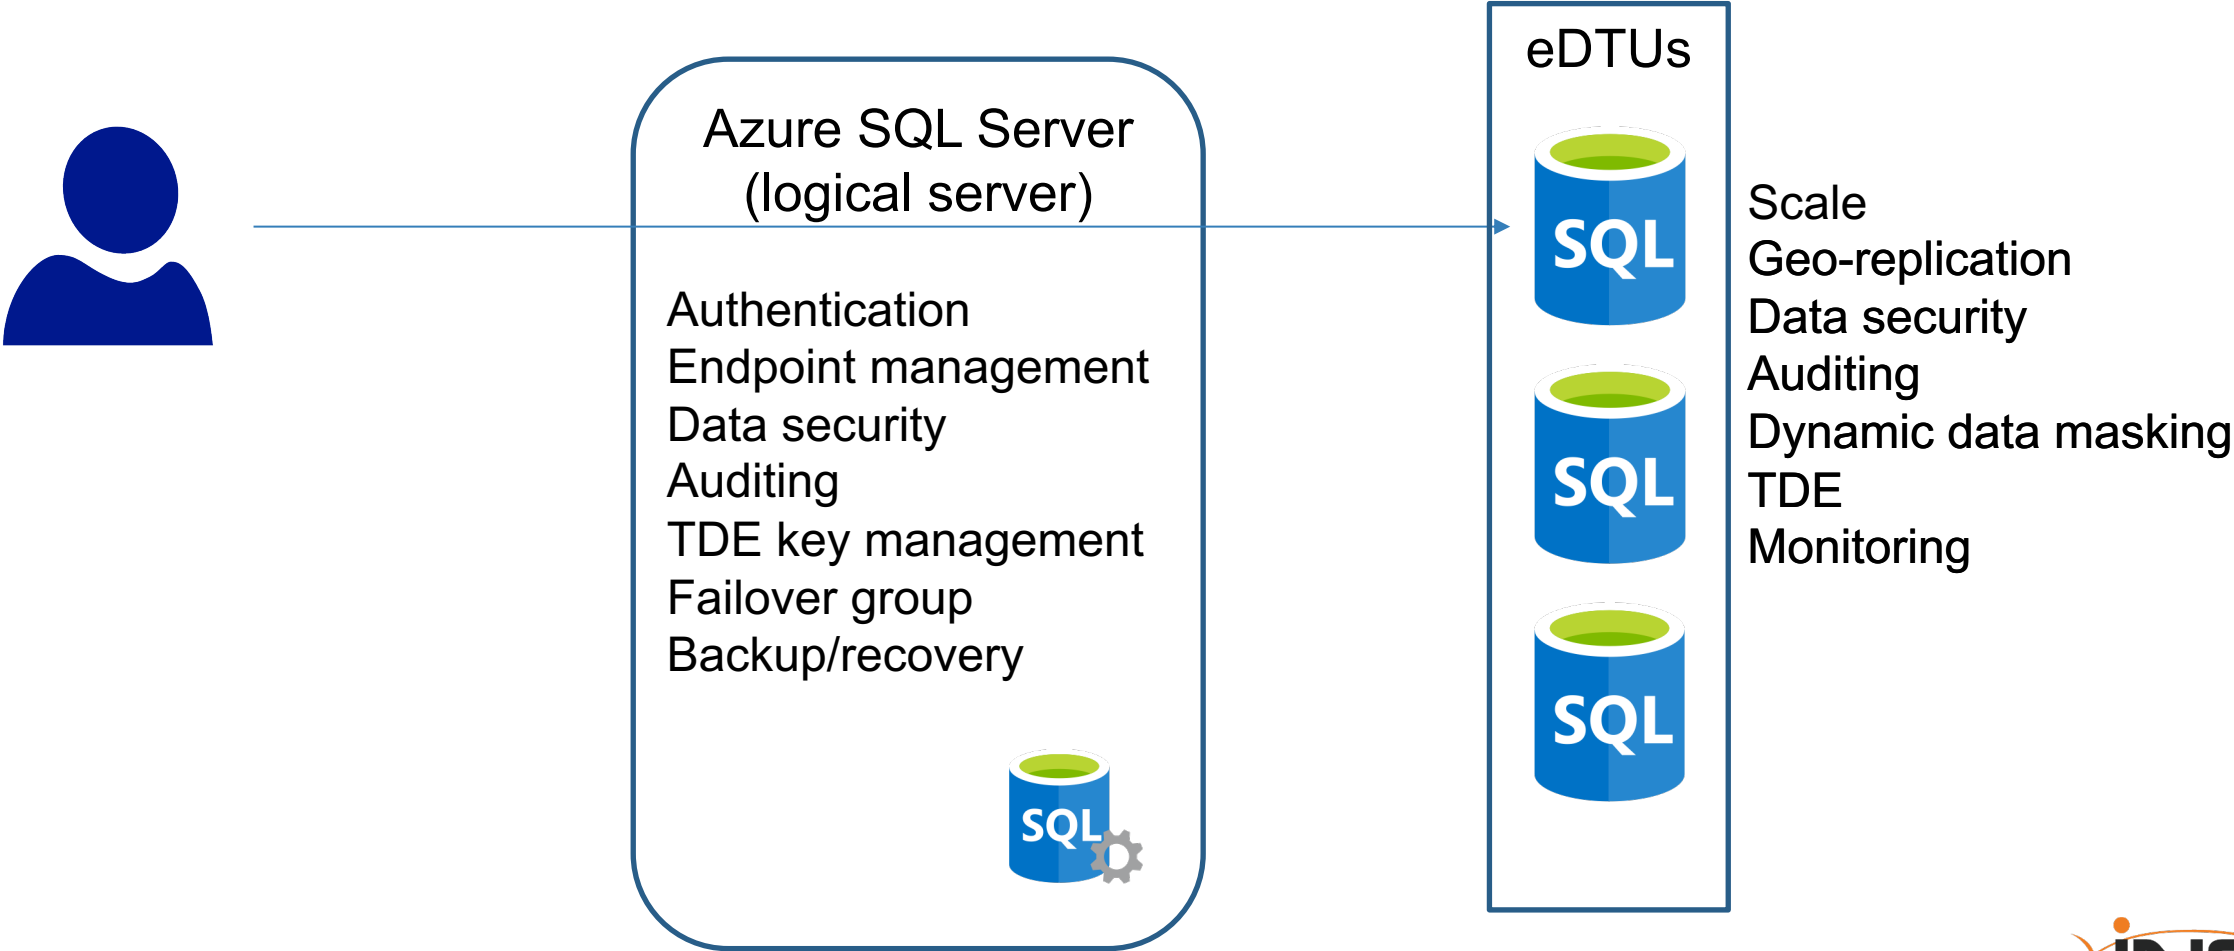 eDTUs
Azure SQL Server
(logical server)
Authentication
Endpoint management
Data security
Auditing
TDE key management
Failover group
Backup/recovery
SQL
SQL
SQL
SQL
Scale
Geo-replication
Data security
Auditing
Dynamic data masking
TDE
Monitoring